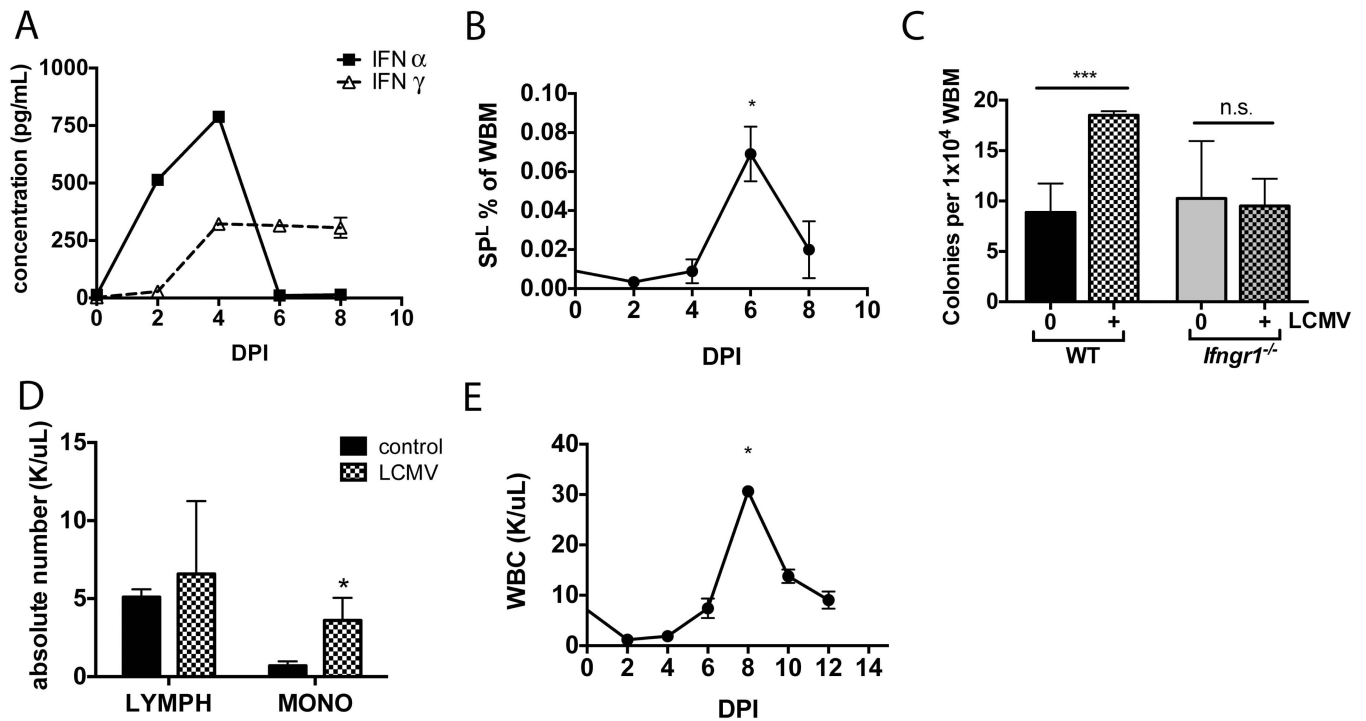 A
IFN α
IFN γ
concentration (pg/mL)
1000
750
500
250
0
0 2 4 6 8 10
DPI
B
*
SP^L % of WBM
0.10
0.08
0.06
0.04
0.02
0.00
2 4 6 8 10
DPI
C
***
n.s.
Colonies per 1x10⁴ WBM
20
15
10
5
0
0 + 0 + LCMV
WT Ifngr1⁻/⁻
D
control
LCMV
absolute number (K/uL)
15
10
5
0
*
LYMPH MONO
E
*
WBC (K/uL)
40
30
20
10
0
0 2 4 6 8 10 12 14
DPI